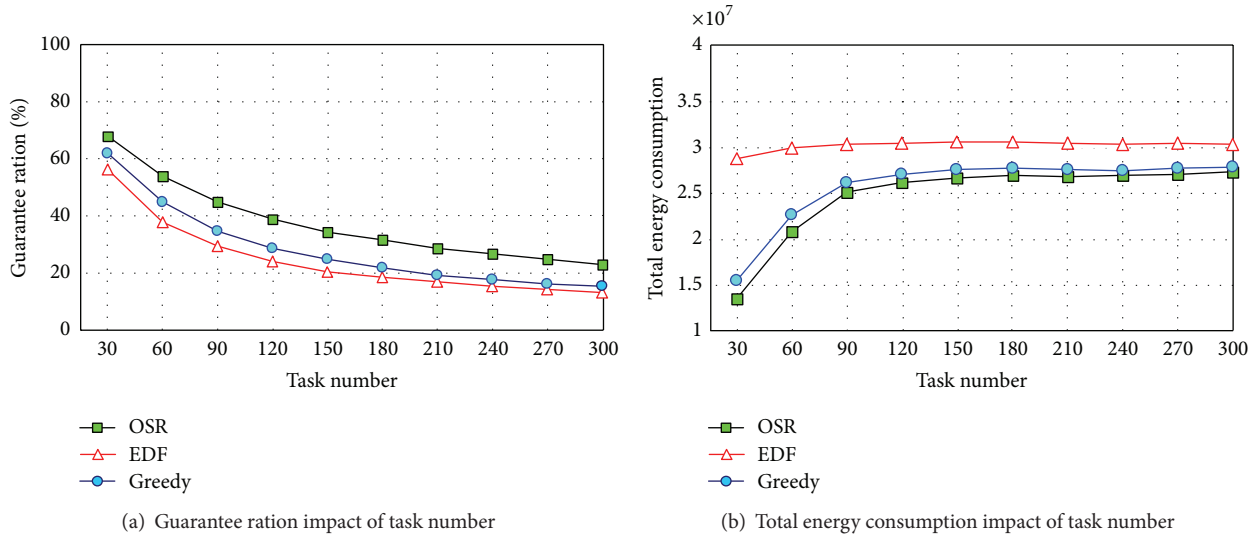 100
80
60
40
20
0
Guarantee ration (%)
30 60 90 120 150 180 210 240 270 300
Task number
OSR
EDF
Greedy
(a) Guarantee ration impact of task number
×10⁷
4
3.5
3
2.5
2
1.5
1
Total energy consumption
30 60 90 120 150 180 210 240 270 300
Task number
OSR
EDF
Greedy
(b) Total energy consumption impact of task number